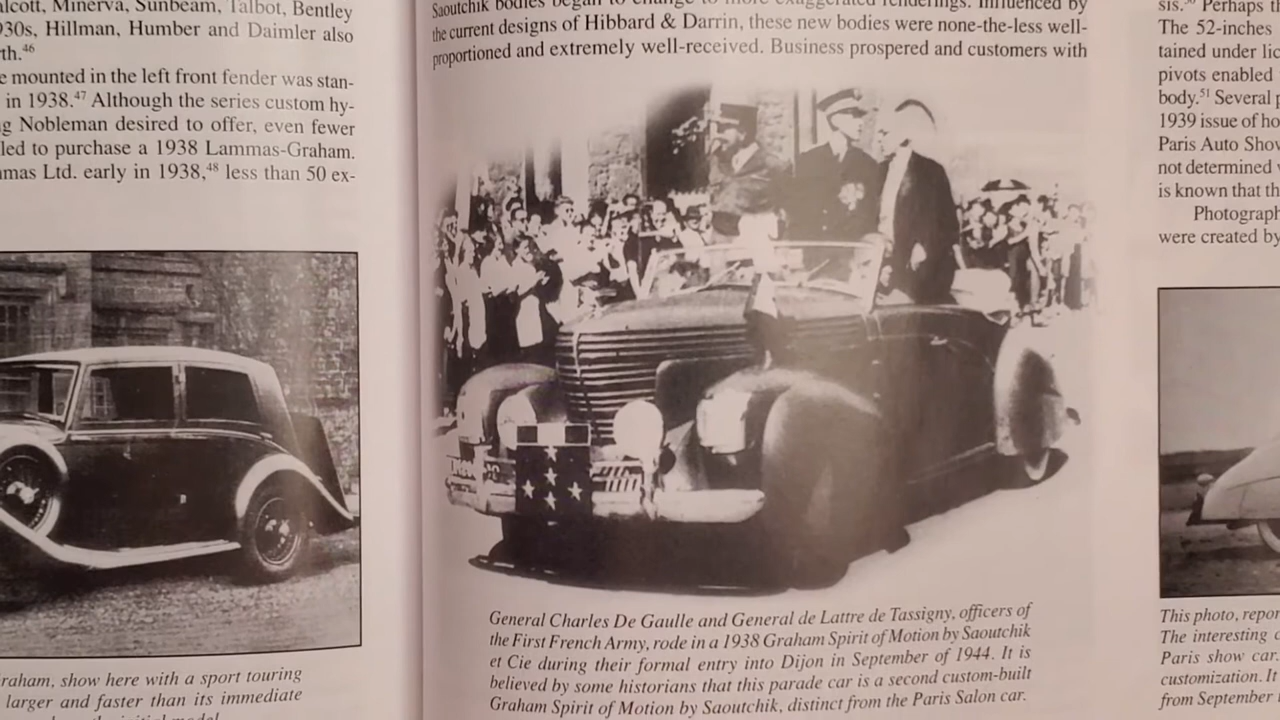 alcott, Minerva, Sunbeam, Talbot, Bentley
930s, Hillman, Humber and Daimler also
th.46
e mounted in the left front fender was stan-
in 1938.47 Although the series custom hy-
g Nobleman desired to offer, even fewer
led to purchase a 1938 Lammas-Graham.
mas Ltd. early in 1938,48 less than 50 ex-
raham, show here with a sport touring
larger and faster than its immediate
Saoutchik bodies began to change to more exaggerated renderings. Influenced by
the current designs of Hibbard & Darrin, these new bodies were none-the-less well-
proportioned and extremely well-received. Business prospered and customers with
General Charles De Gaulle and General de Lattre de Tassigny, officers of
the First French Army, rode in a 1938 Graham Spirit of Motion by Saoutchik
et Cie during their formal entry into Dijon in September of 1944. It is
believed by some historians that this parade car is a second custom-built
Graham Spirit of Motion by Saoutchik, distinct from the Paris Salon car.
sis.50 Perhaps th
The 52-inches
tained under lic
pivots enabled
body.51 Several p
1939 issue of ho
Paris Auto Show
not determined
is known that th
Photograph
were created by
This photo, repor
The interesting
Paris show car.
customization. It
from September